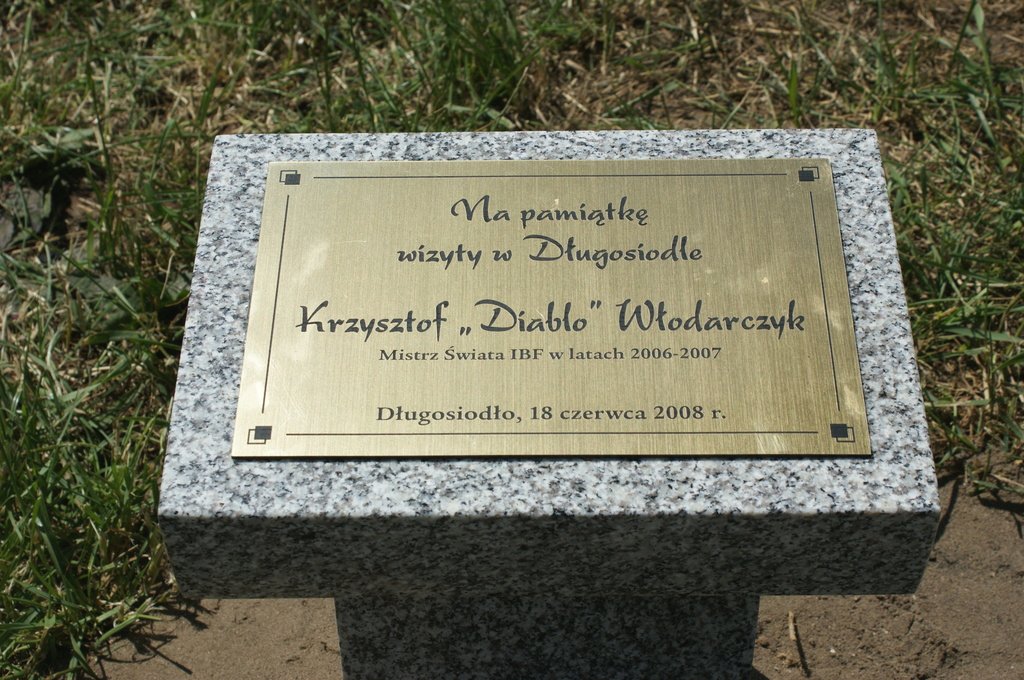 Na pamiątkę
wizyty w Długosiodle
Krzysztof „Diablo” Włodarczyk
Mistrz Świata IBF w latach 2006-2007
Długosiodło, 18 czerwca 2008 r.